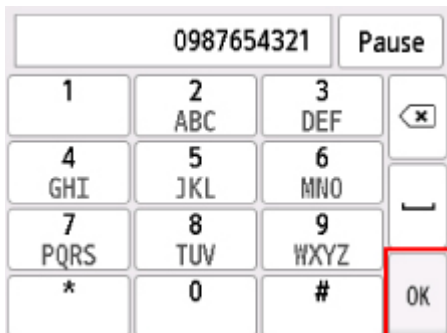 0987654321 Pause
1 2 3
ABC DEF
4 5 6
GHI JKL MNO
7 8 9
PQRS TUV WXYZ
* 0 # OK